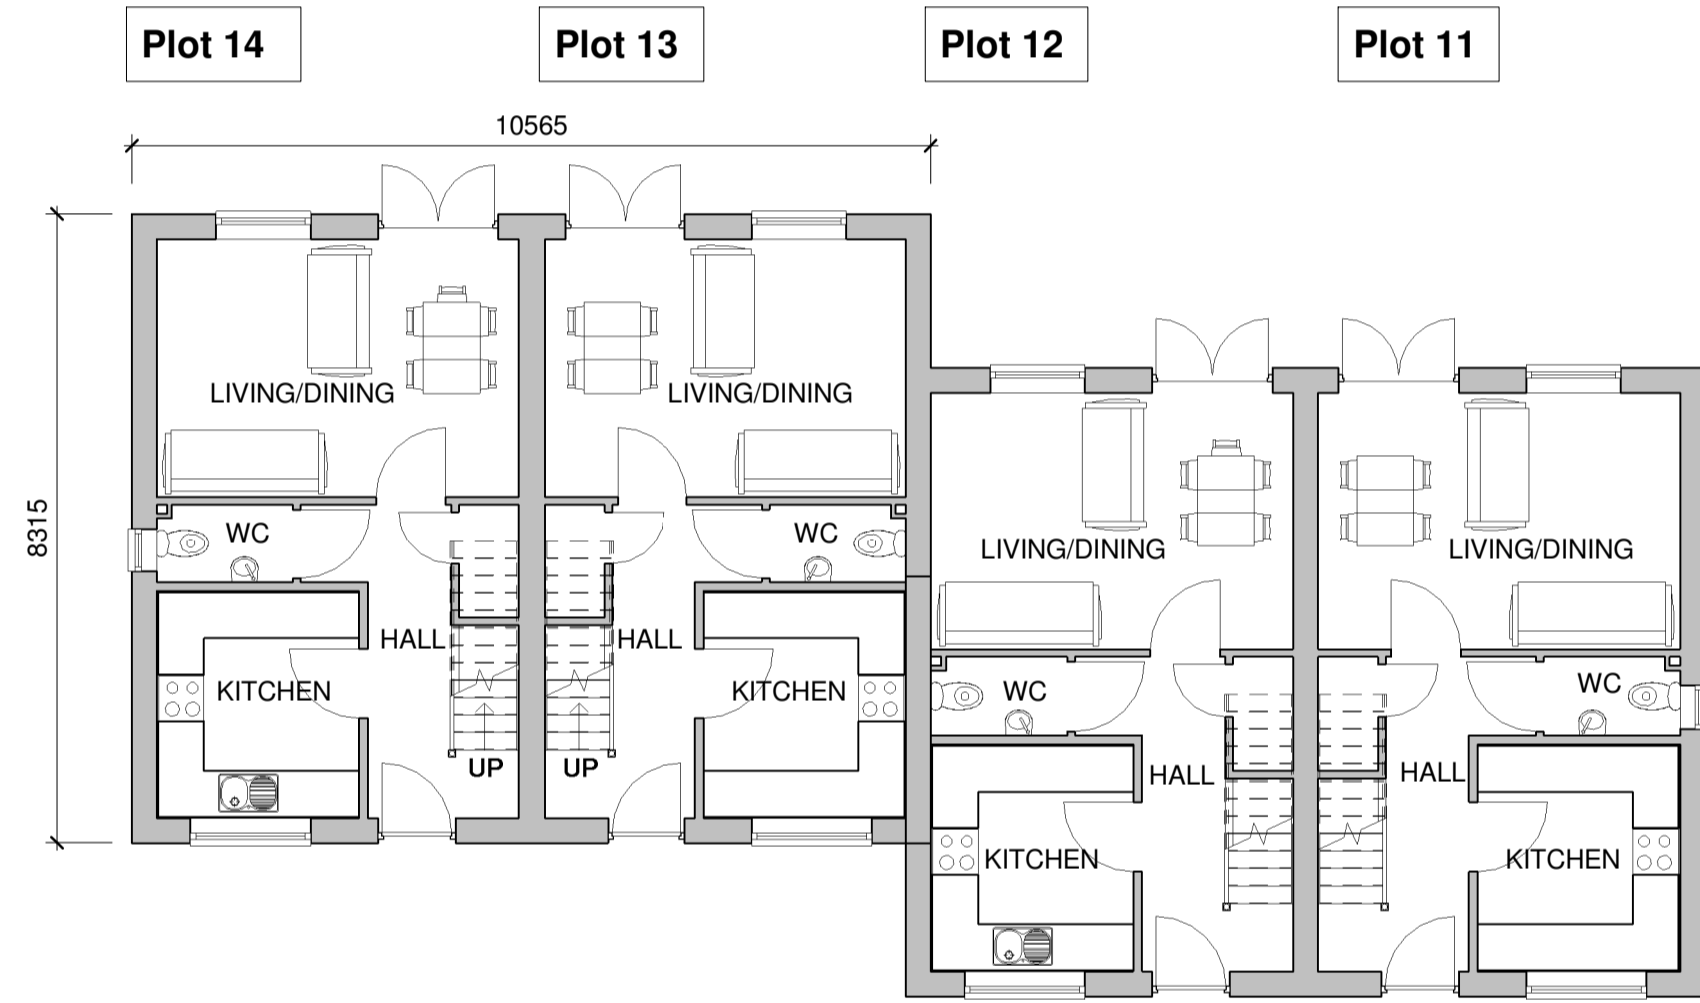 Plot 14
Plot 13
Plot 12
Plot 11
10565
8315
LIVING/DINING
LIVING/DINING
WC
WC
LIVING/DINING
LIVING/DINING
HALL
HALL
KITCHEN
KITCHEN
WC
WC
UP
UP
HALL
HALL
KITCHEN
KITCHEN